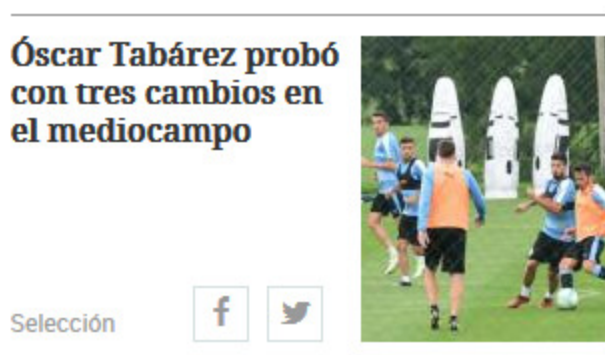 Óscar Tabárez probó
con tres cambios en
el mediocampo
Selección